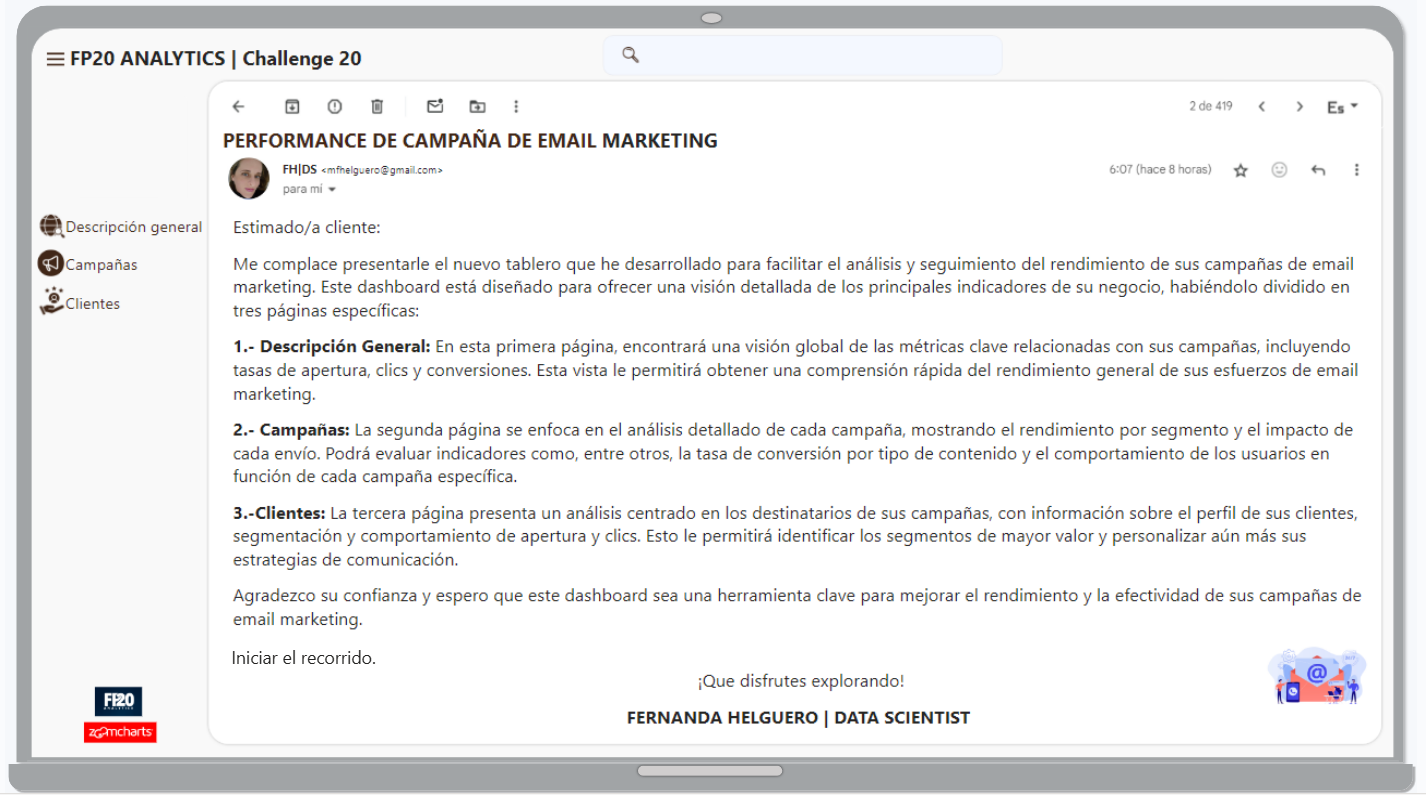 FP20 ANALYTICS | Challenge 20
2 de 419
Es
PERFORMANCE DE CAMPAÑA DE EMAIL MARKETING
FH|DS <mfhelguero@gmail.com>
6:07 (hace 8 horas)
para mí
Descripción general
Campañas
Clientes
Estimado/a cliente:
Me complace presentarle el nuevo tablero que he desarrollado para facilitar el análisis y seguimiento del rendimiento de sus campañas de email
marketing. Este dashboard está diseñado para ofrecer una visión detallada de los principales indicadores de su negocio, habiéndolo dividido en
tres páginas específicas:
1.- Descripción General: En esta primera página, encontrará una visión global de las métricas clave relacionadas con sus campañas, incluyendo
tasas de apertura, clics y conversiones. Esta vista le permitirá obtener una comprensión rápida del rendimiento general de sus esfuerzos de email
marketing.
2.- Campañas: La segunda página se enfoca en el análisis detallado de cada campaña, mostrando el rendimiento por segmento y el impacto de
cada envío. Podrá evaluar indicadores como, entre otros, la tasa de conversión por tipo de contenido y el comportamiento de los usuarios en
función de cada campaña específica.
3.-Clientes: La tercera página presenta un análisis centrado en los destinatarios de sus campañas, con información sobre el perfil de sus clientes,
segmentación y comportamiento de apertura y clics. Esto le permitirá identificar los segmentos de mayor valor y personalizar aún más sus
estrategias de comunicación.
Agradezco su confianza y espero que este dashboard sea una herramienta clave para mejorar el rendimiento y la efectividad de sus campañas de
email marketing.
Iniciar el recorrido.
¡Que disfrutes explorando!
FERNANDA HELGUERO | DATA SCIENTIST
@
FP20
ANALYTICS
zoomcharts